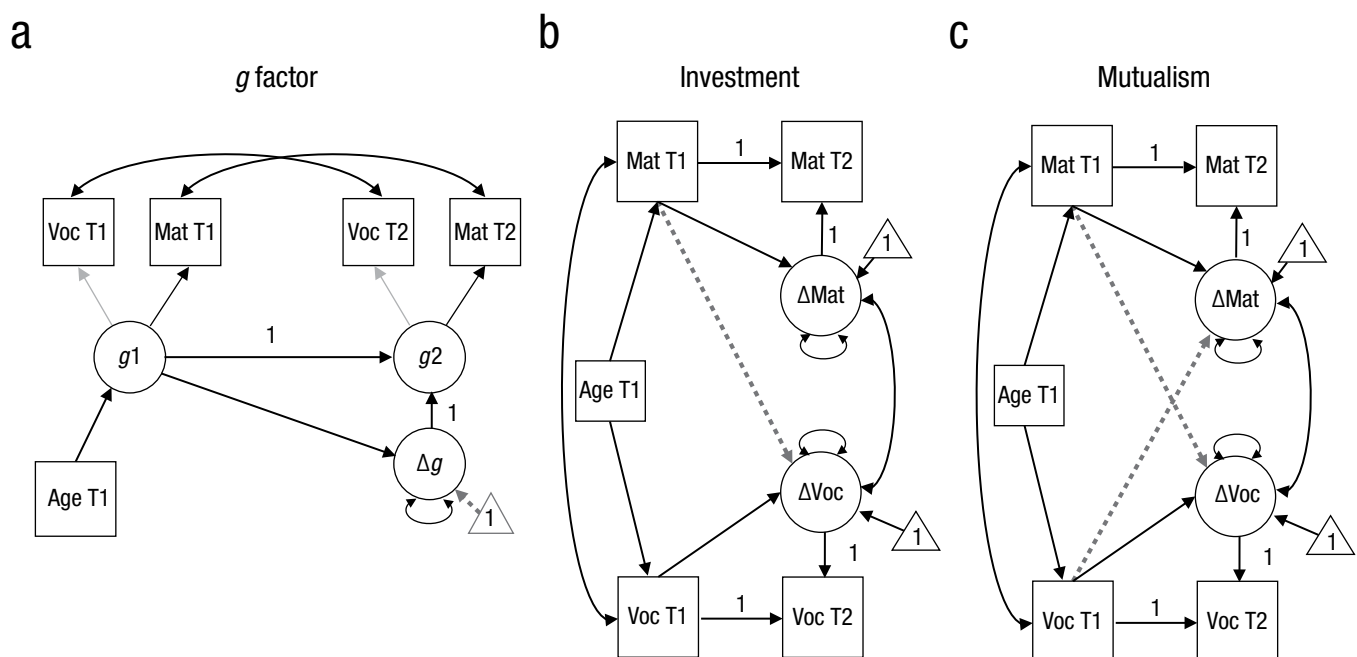 a
g factor
Voc T1
Mat T1
Voc T2
Mat T2
g1
1
g2
1
Δg
1
Age T1
b
Investment
Mat T1
1
Mat T2
1
1
ΔMat
Age T1
ΔVoc
1
1
Voc T1
1
Voc T2
c
Mutualism
Mat T1
1
Mat T2
1
1
ΔMat
Age T1
ΔVoc
1
1
Voc T1
1
Voc T2